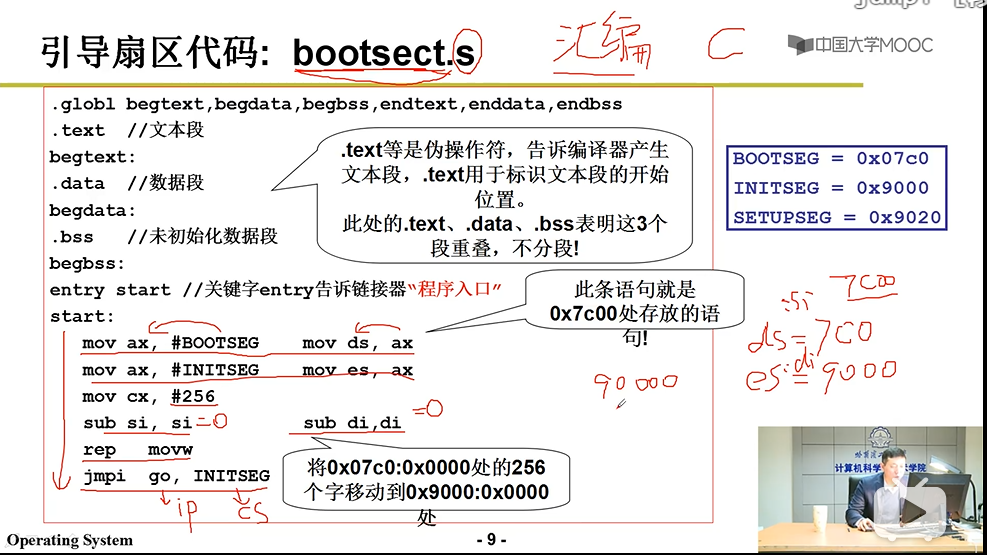 引导扇区代码: bootsect.s
汇编 C
中国大学MOOC
.globl begtext,begdata,begbss,endtext,enddata,endbss
.text //文本段
begtext:
.data //数据段
begdata:
.bss //未初始化数据段
begbss:
entry start //关键字entry告诉链接器“程序入口”
start:
mov ax, #BOOTSEG mov ds, ax
mov ax, #INITSEG mov es, ax
mov cx, #256
sub si, si =0 sub di,di =0
rep movw
jmpi go, INITSEG
ip cs
.text等是伪操作符，告诉编译器产生
文本段，.text用于标识文本段的开始
位置。
此处的.text、.data、.bss表明这3个
段重叠，不分段!
此条语句就是
0x7c00处存放的语
句!
将0x07c0:0x0000处的256
个字移动到0x9000:0x0000
处
BOOTSEG = 0x07c0
INITSEG = 0x9000
SETUPSEG = 0x9020
7C00
:si
ds=7C0
:di
es=9000
90000
计算机科学
学院
Operating System
- 9 -